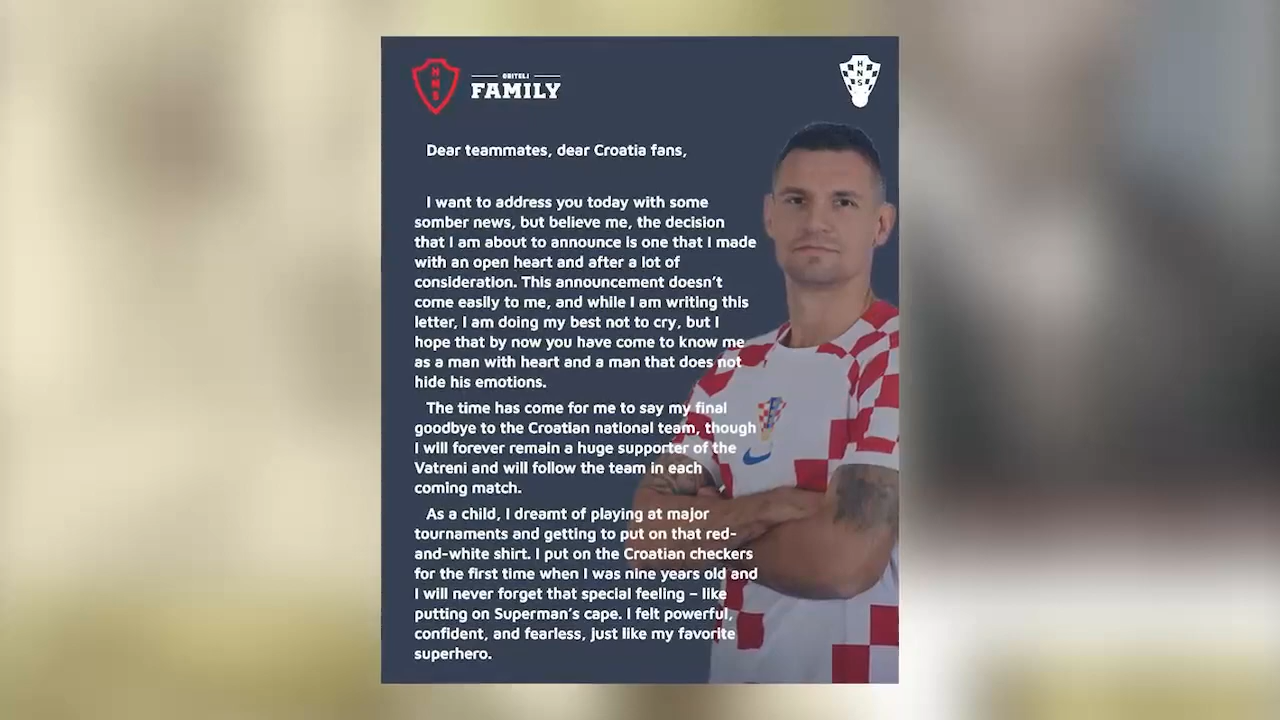 HNS
OBITELJ
FAMILY
HNS
Dear teammates, dear Croatia fans,
I want to address you today with some
somber news, but believe me, the decision
that I am about to announce is one that I made
with an open heart and after a lot of
consideration. This announcement doesn't
come easily to me, and while I am writing this
letter, I am doing my best not to cry, but I
hope that by now you have come to know me
as a man with heart and a man that does not
hide his emotions.
The time has come for me to say my final
goodbye to the Croatian national team, though
I will forever remain a huge supporter of the
Vatreni and will follow the team in each
coming match.
As a child, I dreamt of playing at major
tournaments and getting to put on that red-
and-white shirt. I put on the Croatian checkers
for the first time when I was nine years old and
I will never forget that special feeling – like
putting on Superman's cape. I felt powerful,
confident, and fearless, just like my favorite
superhero.